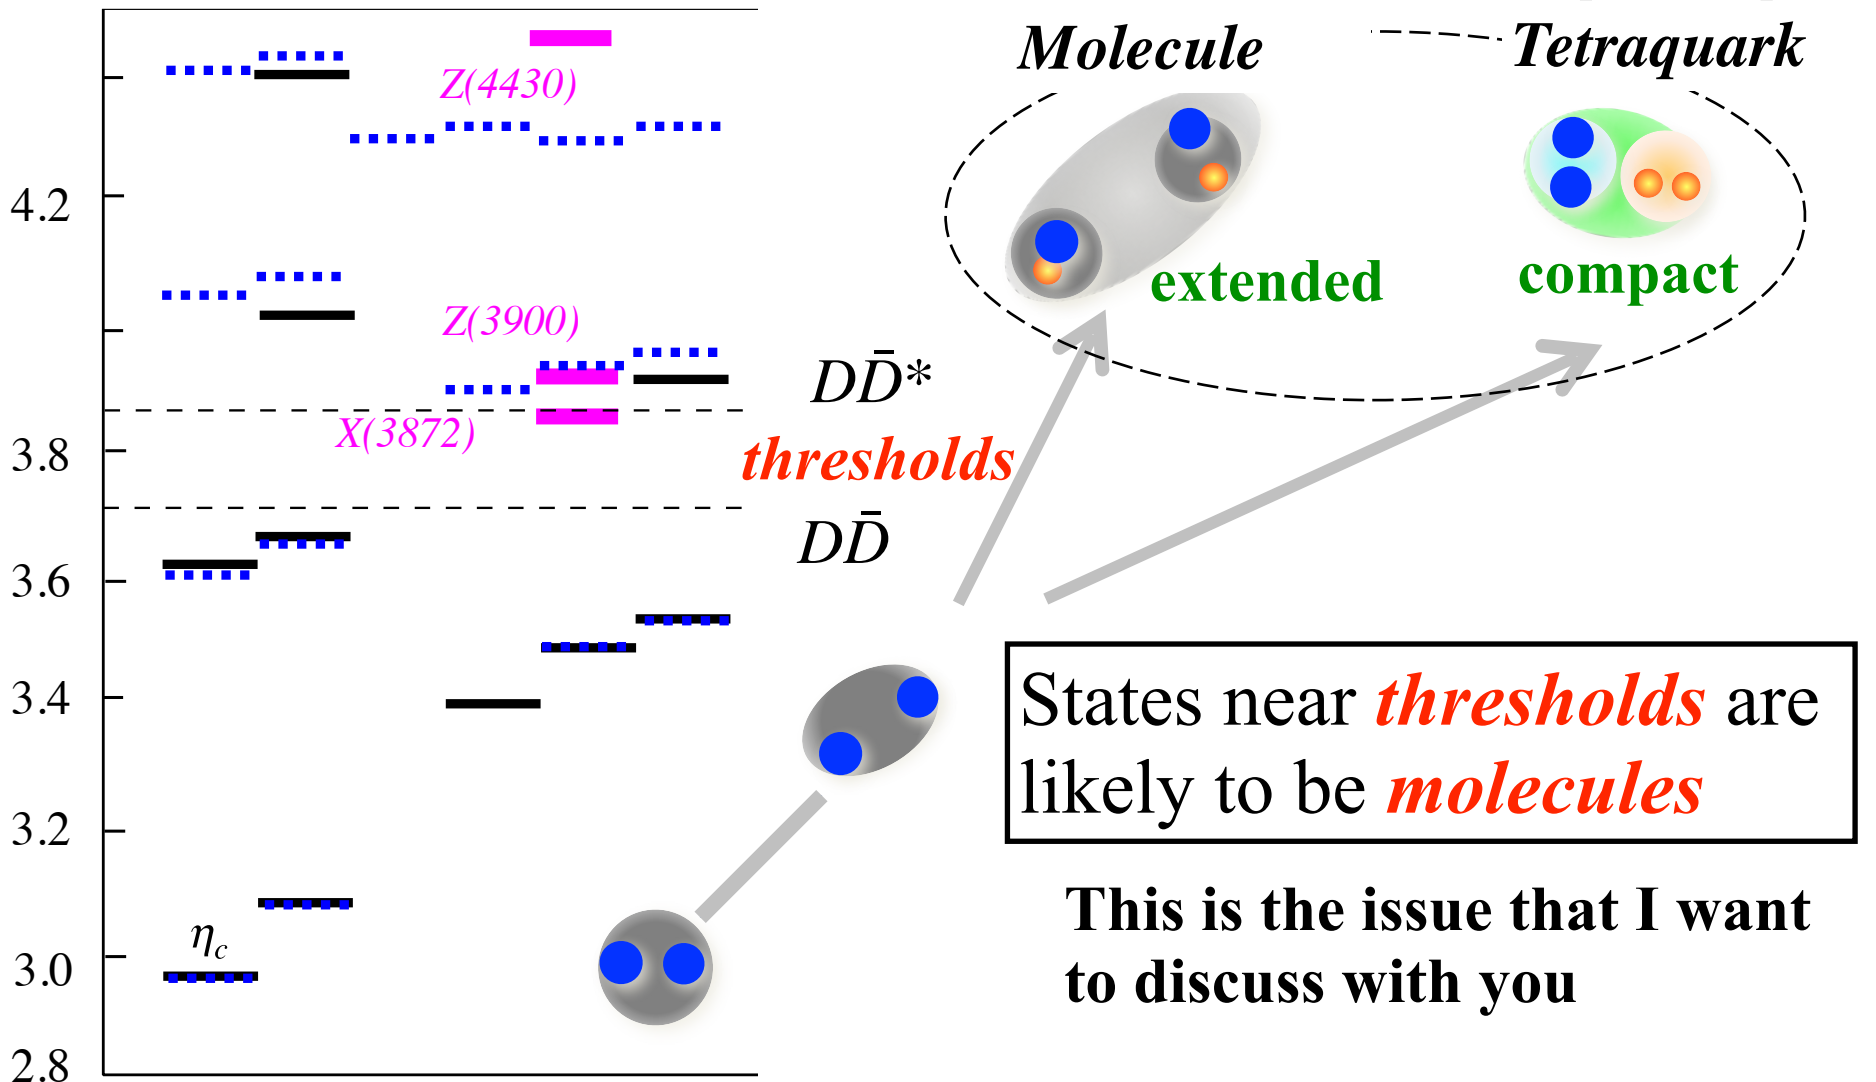 Molecule
Tetraquark
Z(4430)
4.2
extended
compact
Z(3900)
DD̄*
X(3872)
3.8
thresholds
DD̄
3.6
3.4
States near thresholds are
likely to be molecules
3.2
This is the issue that I want
to discuss with you
η_c
3.0
2.8